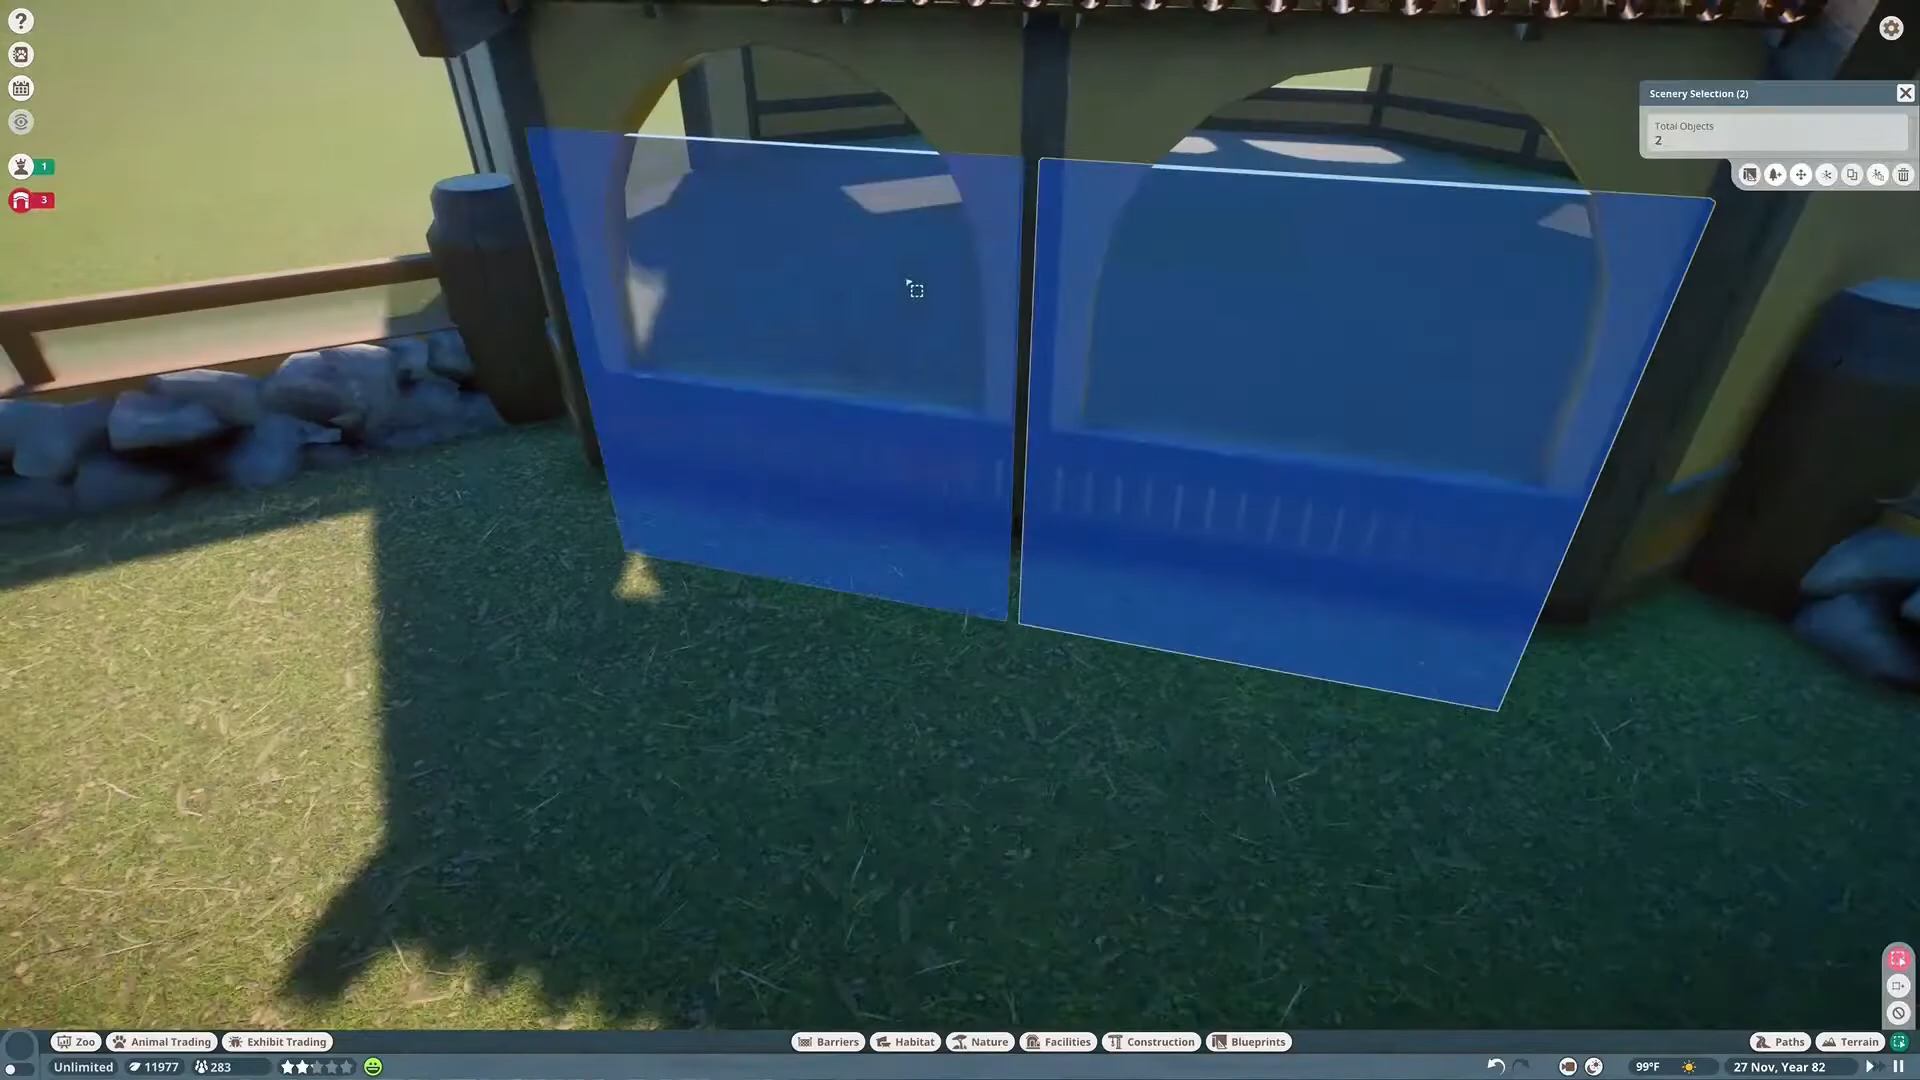 ?
Scenery Selection (2)
Total Objects
2
1
3
Zoo
Animal Trading
Exhibit Trading
Barriers
Habitat
Nature
Facilities
Construction
Blueprints
Paths
Terrain
Unlimited
11977
283
99°F
27 Nov, Year 82